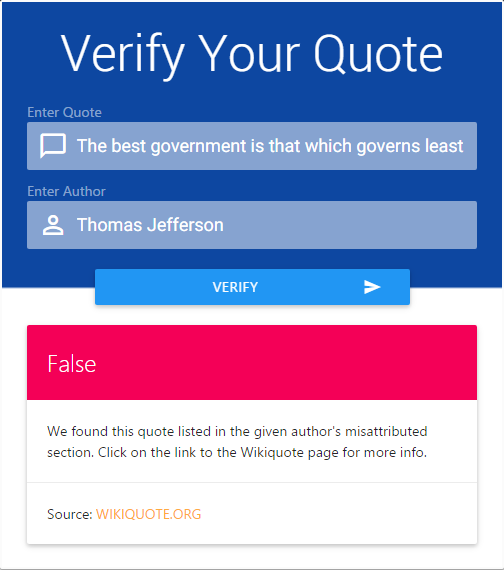 Verify Your Quote
Enter Quote
The best government is that which governs least
Enter Author
Thomas Jefferson
VERIFY
False
We found this quote listed in the given author's misattributed
section. Click on the link to the Wikiquote page for more info.
Source: WIKIQUOTE.ORG